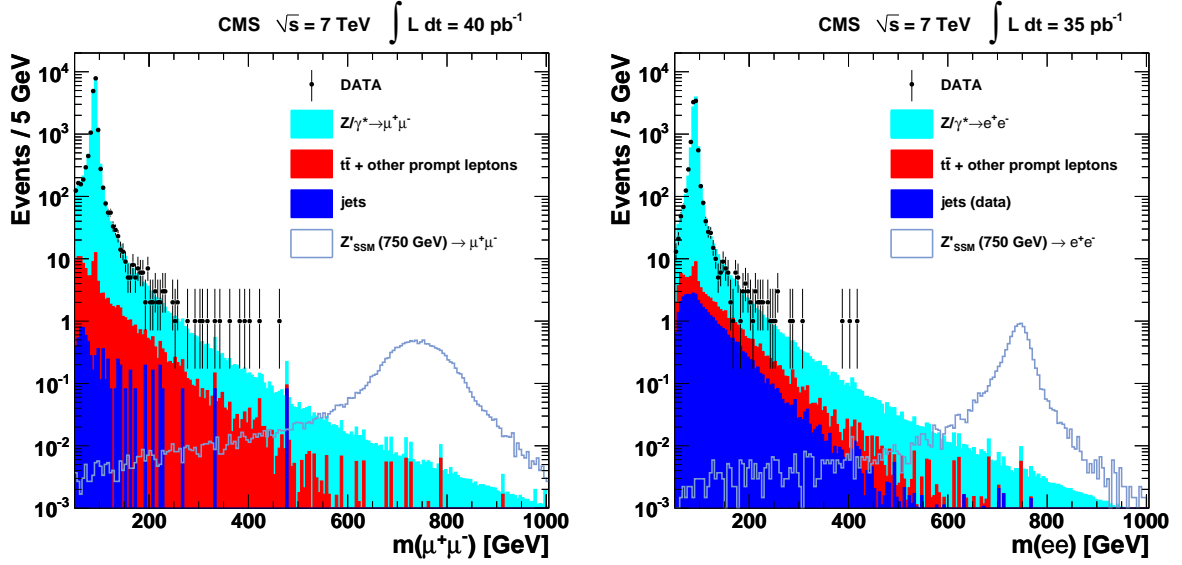 CMS √s = 7 TeV ∫ L dt = 40 pb⁻¹
Events / 5 GeV
10⁴
10³
10²
10
1
10⁻¹
10⁻²
10⁻³
DATA
Z/γ*→μ⁺μ⁻
tt̄ + other prompt leptons
jets
Z'SSM (750 GeV) → μ⁺μ⁻
200 400 600 800 1000
m(μ⁺μ⁻) [GeV]
CMS √s = 7 TeV ∫ L dt = 35 pb⁻¹
Events / 5 GeV
10⁴
10³
10²
10
1
10⁻¹
10⁻²
10⁻³
DATA
Z/γ*→e⁺e⁻
tt̄ + other prompt leptons
jets (data)
Z'SSM (750 GeV) → e⁺e⁻
200 400 600 800 1000
m(ee) [GeV]